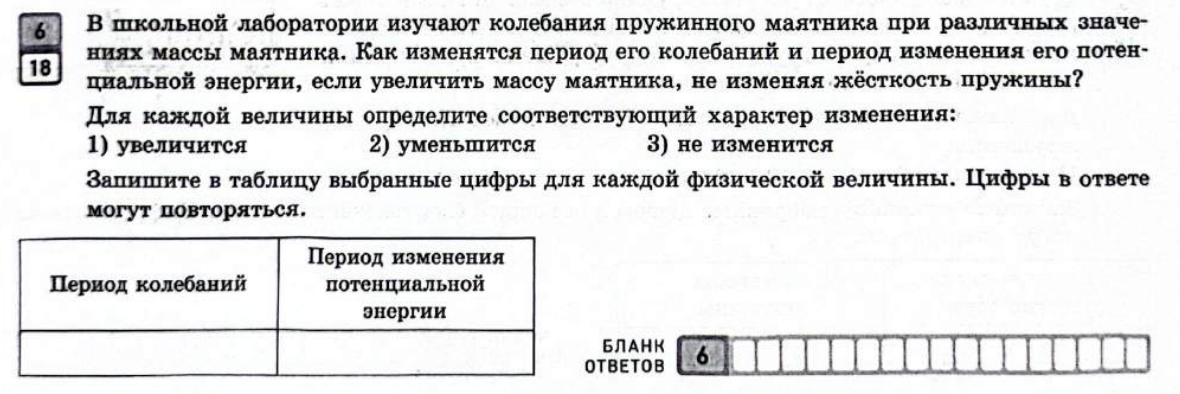 6
18
В школьной лаборатории изучают колебания пружинного маятника при различных значе-
ниях массы маятника. Как изменятся период его колебаний и период изменения его потен-
циальной энергии, если увеличить массу маятника, не изменяя жёсткость пружины?
Для каждой величины определите соответствующий характер изменения:
1) увеличится 2) уменьшится 3) не изменится
Запишите в таблицу выбранные цифры для каждой физической величины. Цифры в ответе
могут повторяться.
Период колебаний
Период изменения
потенциальной
энергии
БЛАНК
ОТВЕТОВ
6